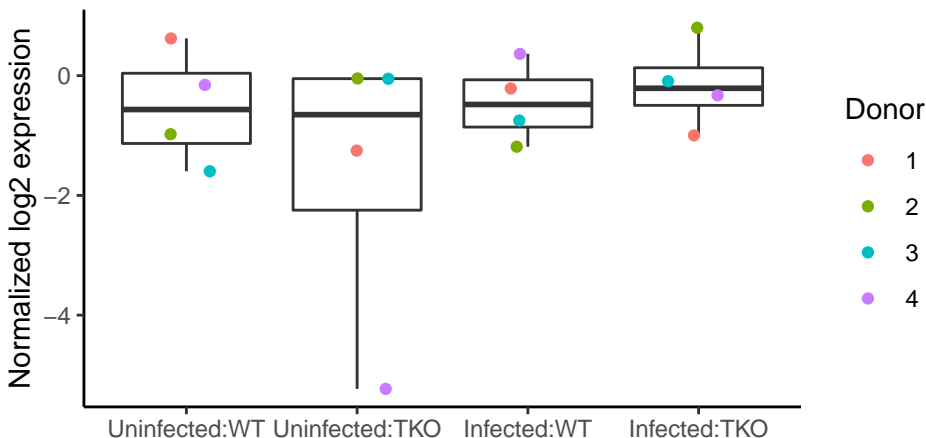 Normalized log2 expression
0
−2
−4
Uninfected:WT Uninfected:TKO Infected:WT Infected:TKO
Donor
1
2
3
4